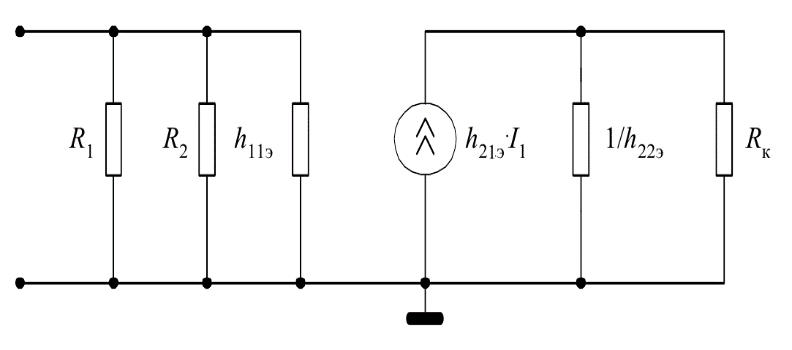 R₁
R₂
h₁₁э
h₂₁э·I₁
1/h₂₂э
Rк